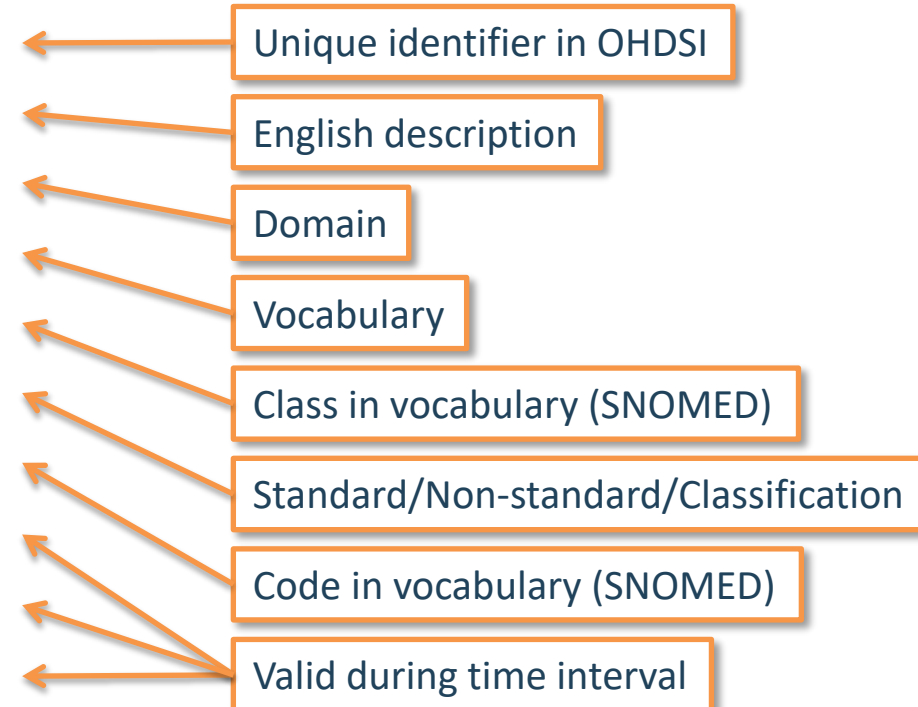 Unique identifier in OHDSI
English description
Domain
Vocabulary
Class in vocabulary (SNOMED)
Standard/Non-standard/Classification
Code in vocabulary (SNOMED)
Valid during time interval